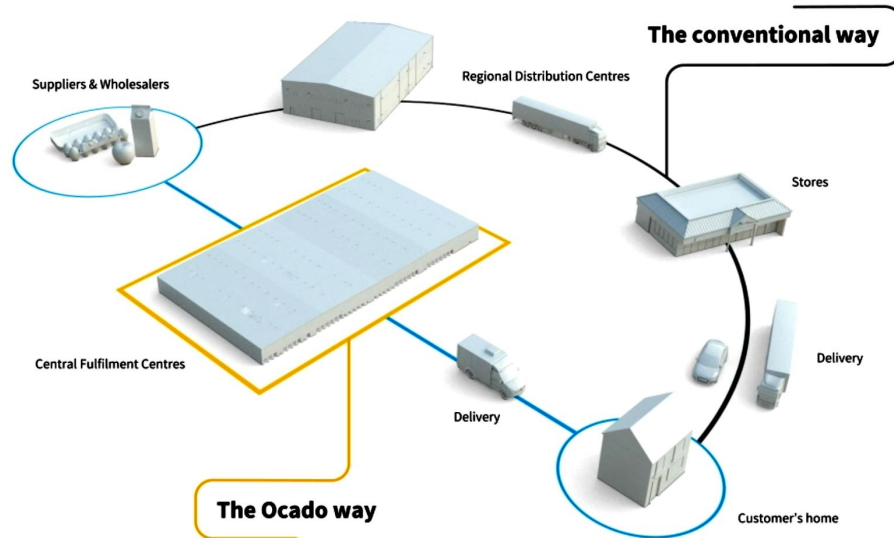 The conventional way
Suppliers & Wholesalers
Regional Distribution Centres
Stores
Central Fulfilment Centres
Delivery
Delivery
The Ocado way
Customer's home